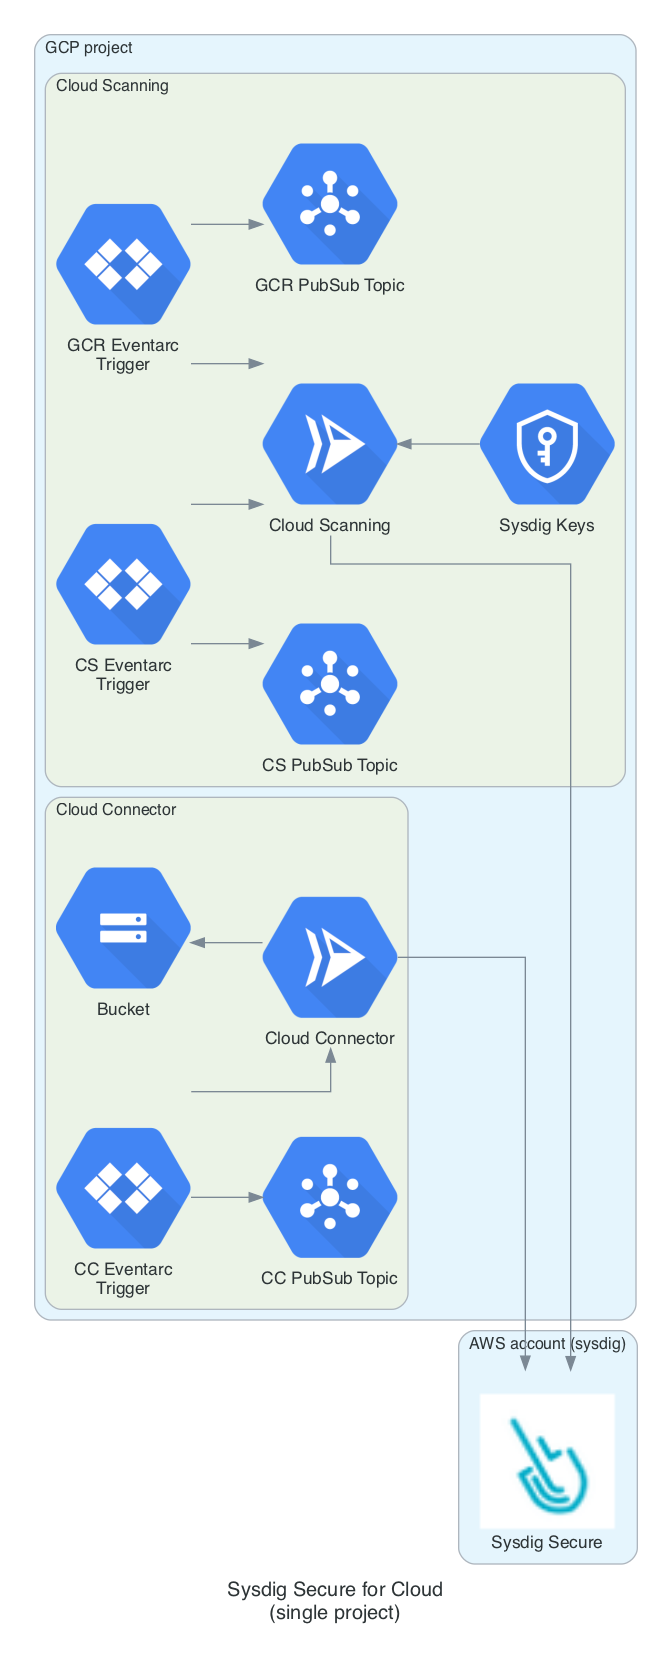 GCP project
Cloud Scanning
GCR PubSub Topic
GCR Eventarc
Trigger
Cloud Scanning
Sysdig Keys
CS Eventarc
Trigger
CS PubSub Topic
Cloud Connector
Bucket
Cloud Connector
CC Eventarc
Trigger
CC PubSub Topic
AWS account (sysdig)
Sysdig Secure
Sysdig Secure for Cloud
(single project)